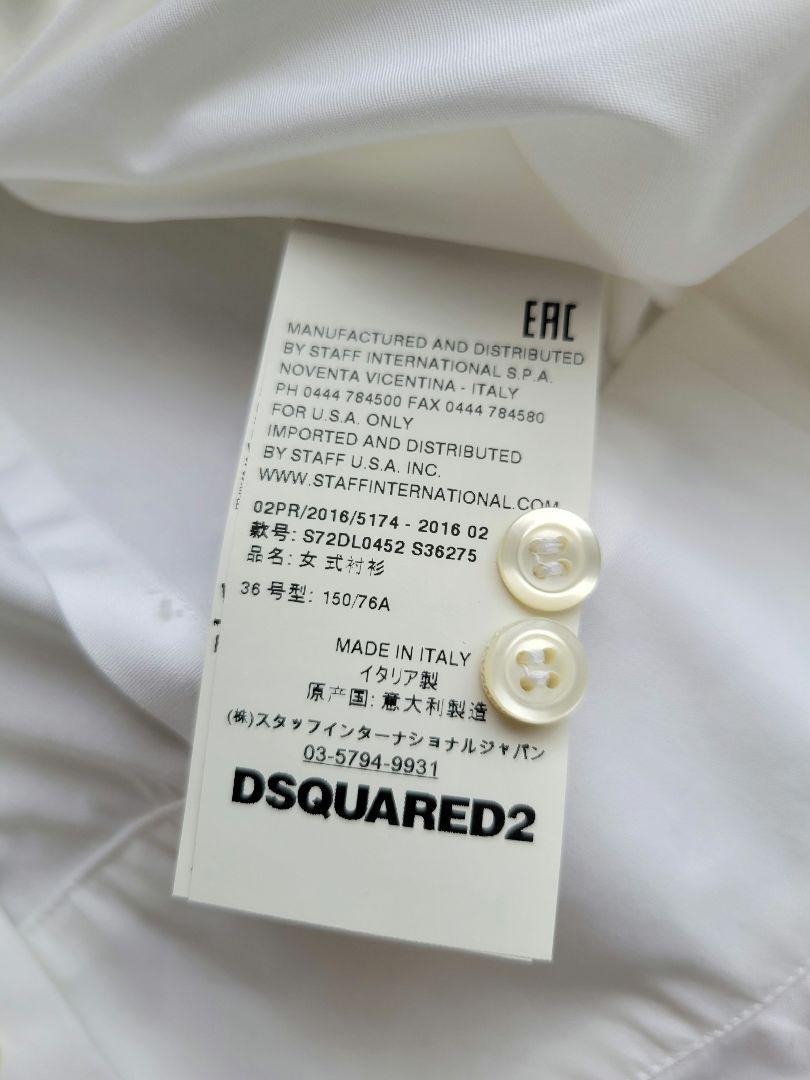 EAC
MANUFACTURED AND DISTRIBUTED
BY STAFF INTERNATIONAL S.P.A.
NOVENTA VICENTINA - ITALY
PH 0444 784500 FAX 0444 784580
FOR U.S.A. ONLY
IMPORTED AND DISTRIBUTED
BY STAFF U.S.A. INC.
WWW.STAFFINTERNATIONAL.COM
02PR/2016/5174 - 2016 02
款号: S72DL0452 S36275
品名: 女 式衬衫
36 号型: 150/76A
MADE IN ITALY
イタリア製
原产国: 意大利製造
(株)スタッフインターナショナルジャパン
03-5794-9931
DSQUARED2